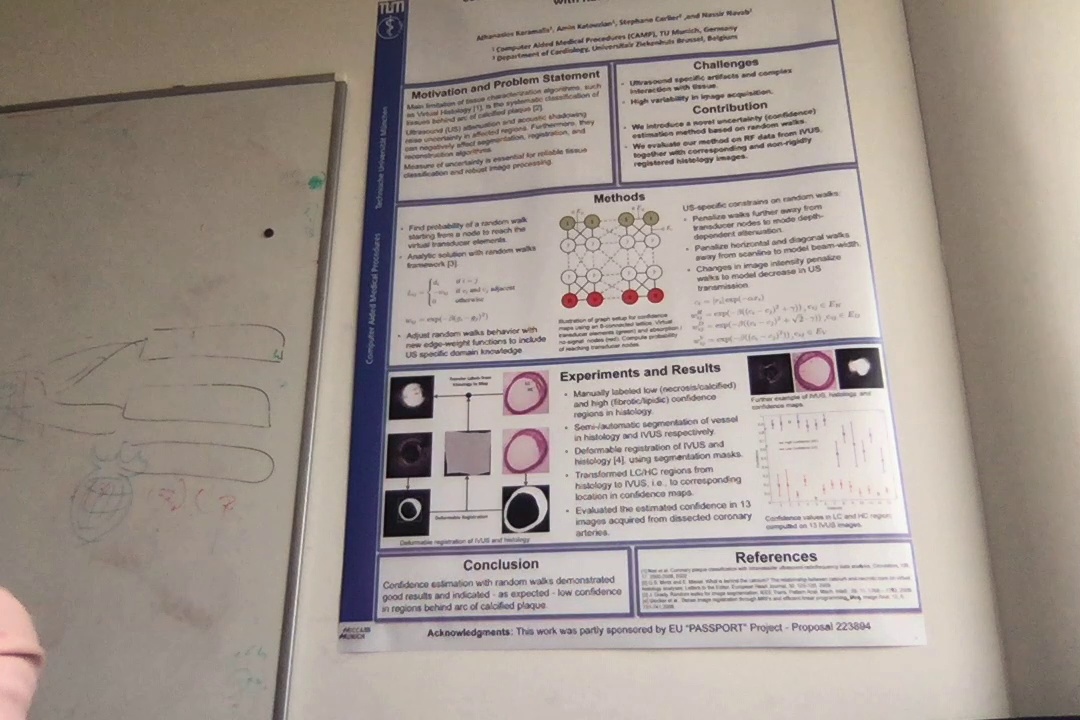 TUM
Athanasios Karamalis¹, Amin Katouzian¹, Stephane Carlier², and Nassir Navab¹
¹ Computer Aided Medical Procedures (CAMP), TU Munich, Germany
² Department of Cardiology, Universitair Ziekenhuis Brussel, Belgium
Technische Universität München
Computer Aided Medical Procedures
Motivation and Problem Statement
Main limitation of tissue characterization algorithms, such
as Virtual Histology [1], is the systematic classification of
tissues behind arc of calcified plaque [2].
Ultrasound (US) attenuation and acoustic shadowing
raise uncertainty in affected regions. Furthermore, they
can negatively affect segmentation, registration, and
reconstruction algorithms.
Measure of uncertainty is essential for reliable tissue
classification and robust image processing.
Challenges
• Ultrasound specific artifacts and complex
interaction with tissue.
• High variability in image acquisition.
Contribution
• We introduce a novel uncertainty (confidence)
estimation method based on random walks.
• We evaluate our method on RF data from IVUS,
together with corresponding and non-rigidly
registered histology images.
Methods
• Find probability of a random walk
starting from a node to reach the
virtual transducer elements.
• Analytic solution with random walks
framework [3]
otherwise
• Adjust random walks behavior with
new edge-weight functions to include
US specific domain knowledge
Illustration of graph setup for confidence
maps using an 8-connected lattice. Virtual
transducer elements (green) and absorption /
no-signal nodes (red). Compute probability
of reaching transducer nodes.
US-specific constrains on random walks:
• Penalize walks further away from
transducer nodes to model depth-
dependent attenuation.
• Penalize horizontal and diagonal walks
away from scanline to model beam-width.
• Changes in image intensity penalize
walks to model decrease in US
transmission
Experiments and Results
Transfer Labels from
Histology to IVUS
Deformable Registration
Deformable registration of IVUS and histology
• Manually labeled low (necrosis/calcified)
and high (fibrotic/lipidic) confidence
regions in histology.
• Semi-/automatic segmentation of vessel
in histology and IVUS respectively.
• Deformable registration of IVUS and
histology [4], using segmentation masks.
• Transformed LC/HC regions from
histology to IVUS, i.e., to corresponding
location in confidence maps.
• Evaluated the estimated confidence in 13
images acquired from dissected coronary
arteries.
Further example of IVUS, histology and
confidence maps.
Confidence values in LC and HC region
computed on 13 IVUS images.
Conclusion
Confidence estimation with random walks demonstrated
good results and indicated - as expected - low confidence
in regions behind arc of calcified plaque.
References
Acknowledgments: This work was partly sponsored by EU "PASSPORT" Project - Proposal 223894